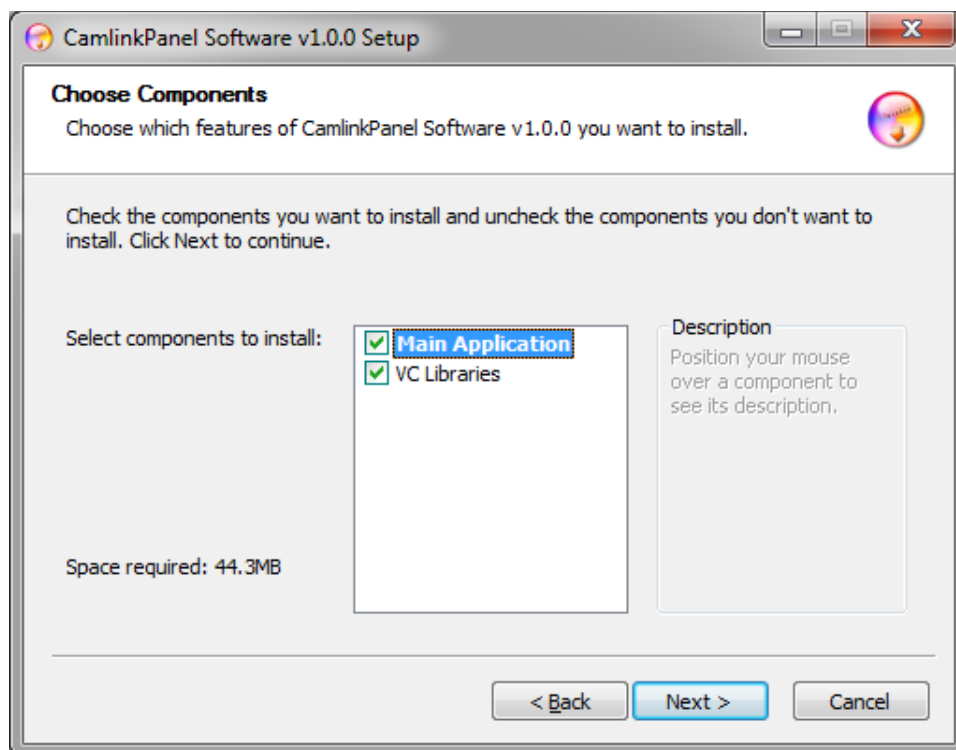 CamlinkPanel Software v1.0.0 Setup
Choose Components
Choose which features of CamlinkPanel Software v1.0.0 you want to install.
Check the components you want to install and uncheck the components you don't want to
install. Click Next to continue.
Select components to install:
Main Application
VC Libraries
Description
Position your mouse
over a component to
see its description.
Space required: 44.3MB
< Back
Next >
Cancel